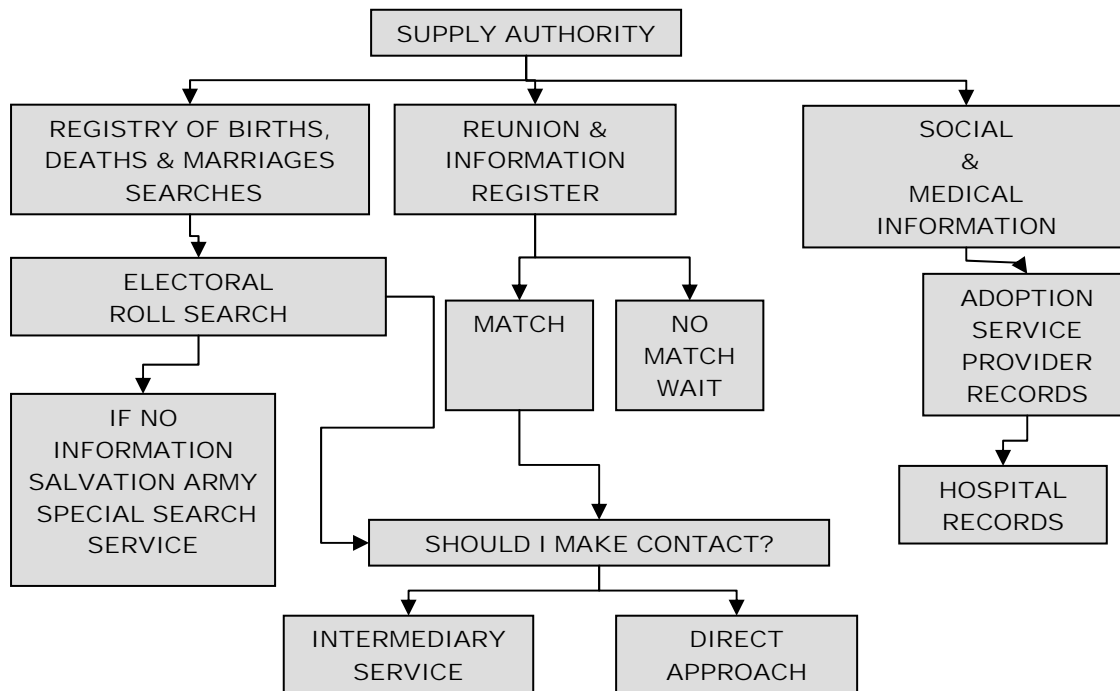 SUPPLY AUTHORITY
REGISTRY OF BIRTHS,
DEATHS & MARRIAGES
SEARCHES
REUNION &
INFORMATION
REGISTER
SOCIAL
&
MEDICAL
INFORMATION
ELECTORAL
ROLL SEARCH
MATCH
NO
MATCH
WAIT
ADOPTION
SERVICE
PROVIDER
RECORDS
IF NO
INFORMATION
SALVATION ARMY
SPECIAL SEARCH
SERVICE
HOSPITAL
RECORDS
SHOULD I MAKE CONTACT?
INTERMEDIARY
SERVICE
DIRECT
APPROACH